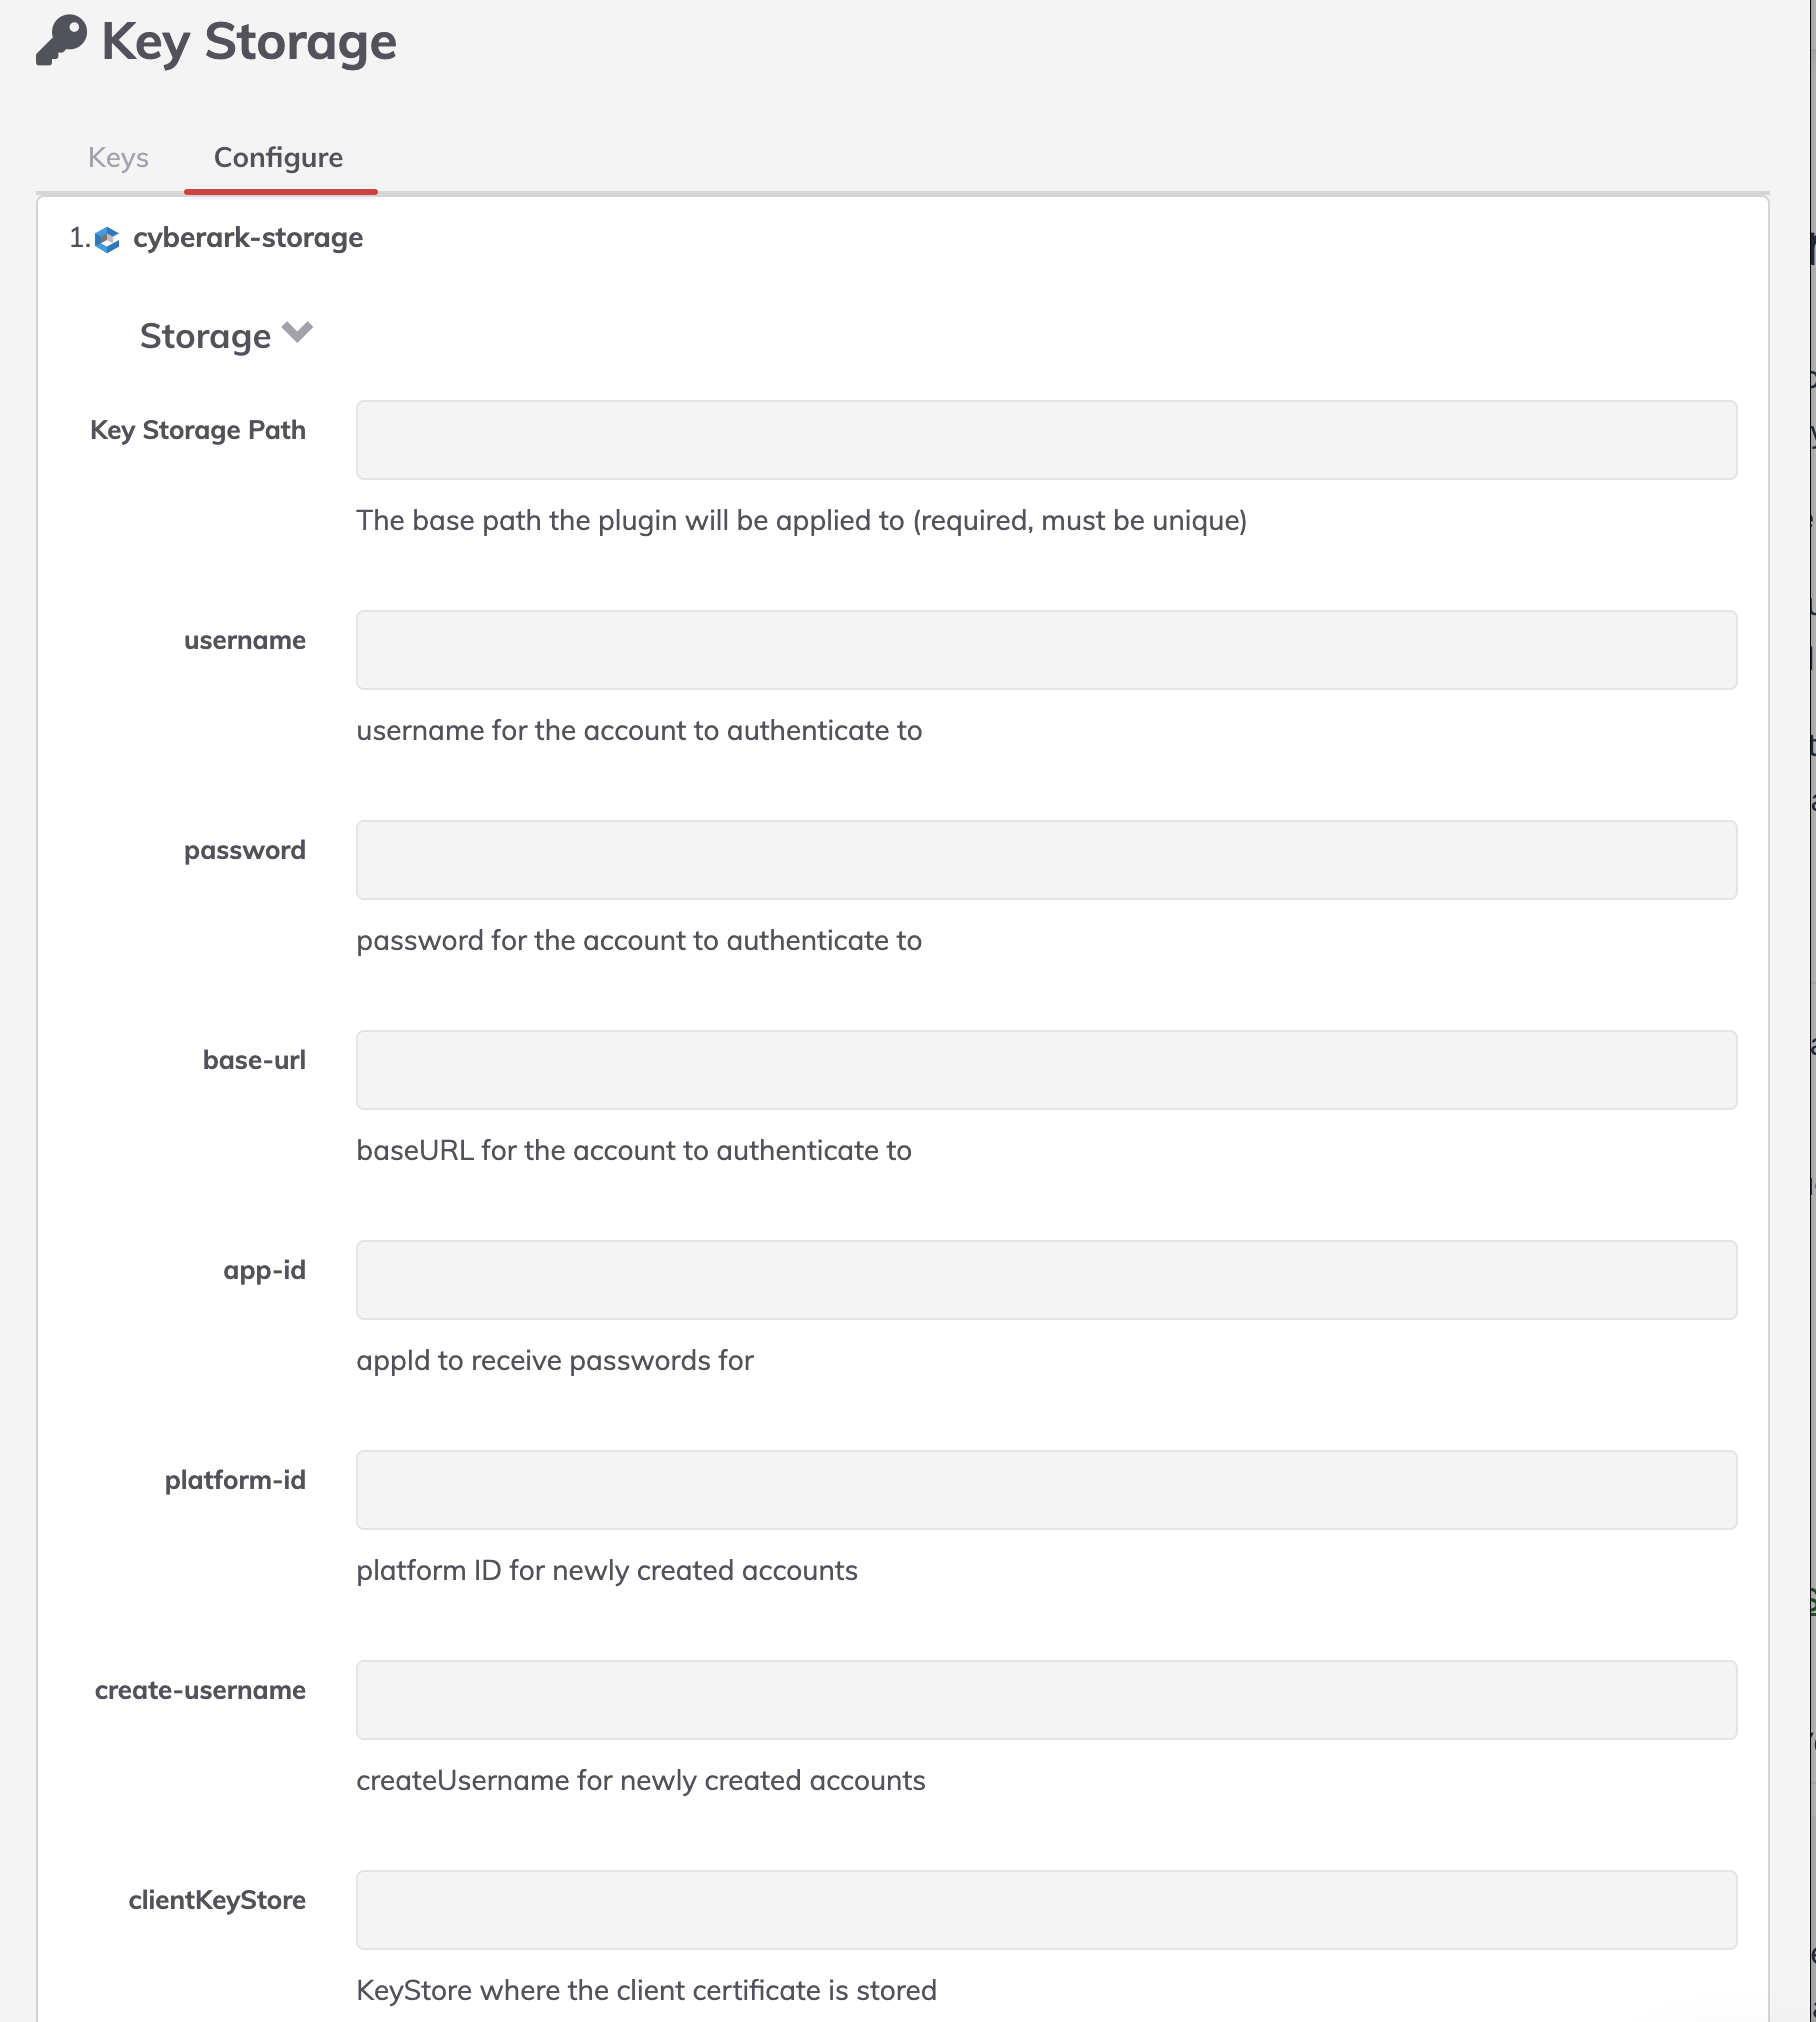 Key Storage
Keys Configure
1. cyberark-storage
Storage
Key Storage Path
The base path the plugin will be applied to (required, must be unique)
username
username for the account to authenticate to
password
password for the account to authenticate to
base-url
baseURL for the account to authenticate to
app-id
appId to receive passwords for
platform-id
platform ID for newly created accounts
create-username
createUsername for newly created accounts
clientKeyStore
KeyStore where the client certificate is stored